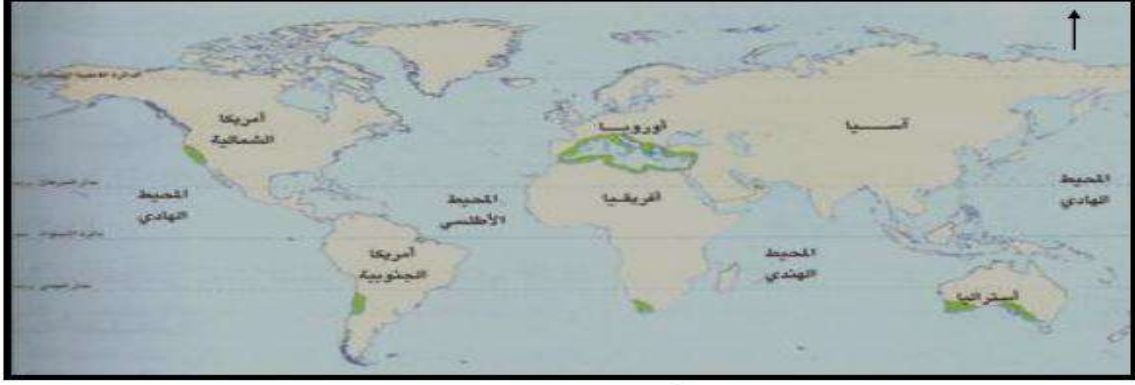 أمريكا
الشمالية
أوروبا
آسيا
المحيط
الهادي
المحيط
الأطلسي
أفريقيا
المحيط
الهادي
أمريكا
الجنوبية
المحيط
الهندي
أستراليا